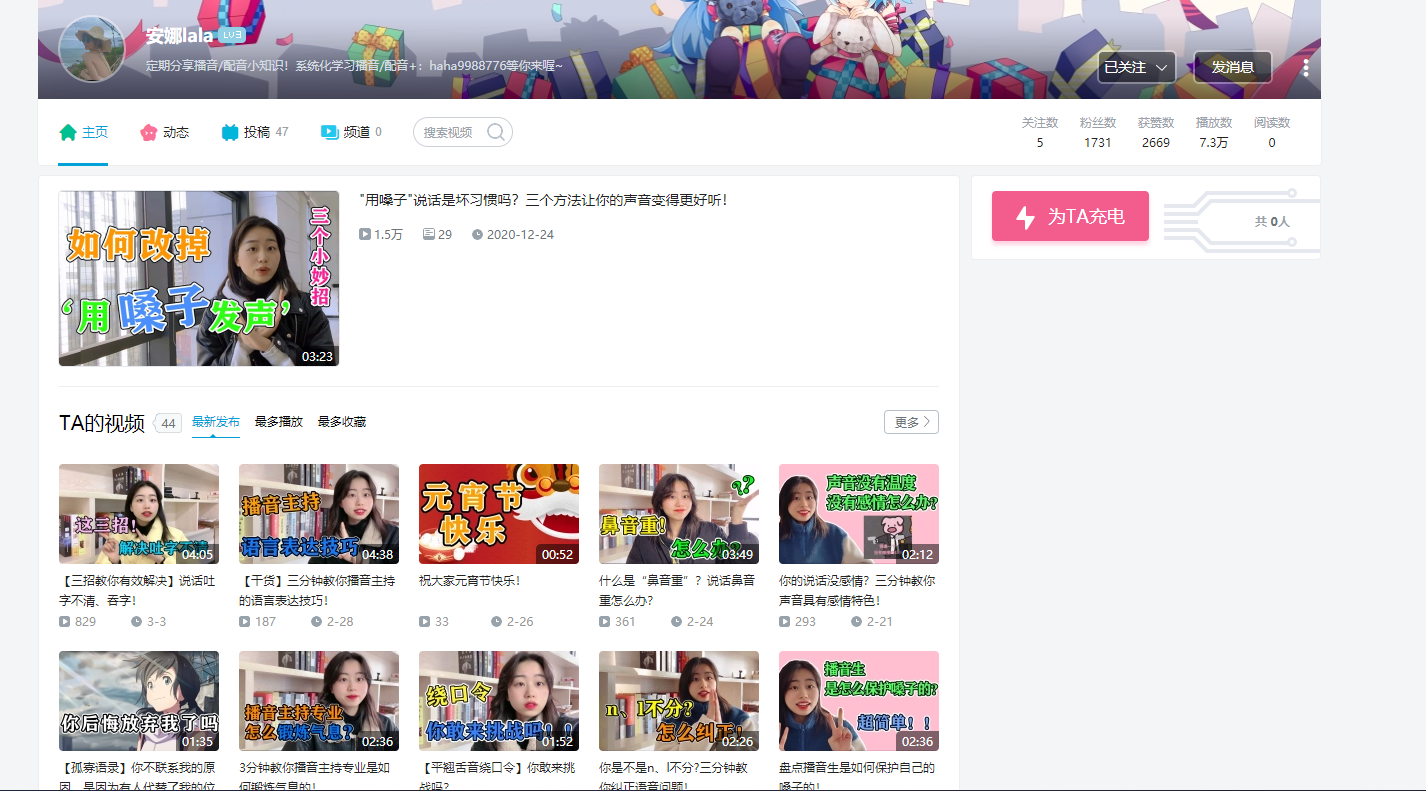 安娜lala LV3
定期分享播音/配音小知识！系统化学习播音/配音+：haha9988776等你来喔~
已关注 发消息
主页 动态 投稿 47 频道 0 搜索视频
关注数 粉丝数 获赞数 播放数 阅读数
5 1731 2669 7.3万 0
三个小妙招
如何改掉
‘用嗓子发声’
03:23
"用嗓子"说话是坏习惯吗？三个方法让你的声音变得更好听！
1.5万 29 2020-12-24
为TA充电
共 0人
TA的视频 44 最新发布 最多播放 最多收藏 更多
这三招！
解决吐字不清
04:05
播音主持
语言表达技巧
04:38
元宵节
快乐
00:52
??
鼻音重！
怎么办？
03:49
声音没有温度
没有感情怎么办？
02:12
【三招教你有效解决】说话吐
字不清、吞字！
829 3-3
【干货】三分钟教你播音主持
的语言表达技巧！
187 2-28
祝大家元宵节快乐！
33 2-26
什么是“鼻音重”？说话鼻音
重怎么办？
361 2-24
你的说话没感情？三分钟教你
声音具有感情特色！
293 2-21
你后悔放弃我了吗
01:35
播音主持专业
怎么锻炼气息？
02:36
绕口令
你敢来挑战吗！！
01:52
n、l不分？
怎么纠正！
02:26
播音生
是怎么保护嗓子的？
超简单！！
02:36
【孤寡语录】你不联系我的原
因，是因为有人代替了我的位
3分钟教你播音主持专业是如
何锻炼气息的！
【平翘舌音绕口令】你敢来挑
战吗？
你是不是n、l不分?三分钟教
你纠正语音问题！
盘点播音生是如何保护自己的
嗓子的！